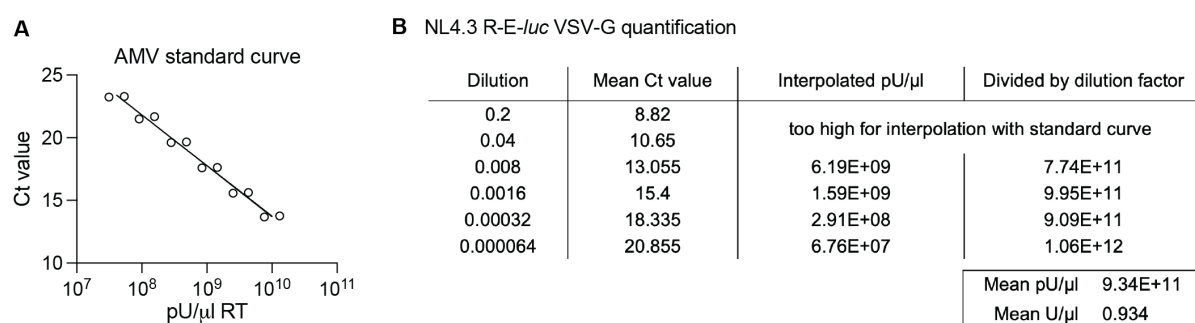 A
AMV standard curve
25
20
15
10
Ct value
10^7 10^8 10^9 10^10 10^11
pU/µl RT
B NL4.3 R-E-luc VSV-G quantification
Dilution Mean Ct value Interpolated pU/µl Divided by dilution factor
0.2 8.82
too high for interpolation with standard curve
0.04 10.65
0.008 13.055 6.19E+09 7.74E+11
0.0016 15.4 1.59E+09 9.95E+11
0.00032 18.335 2.91E+08 9.09E+11
0.000064 20.855 6.76E+07 1.06E+12
Mean pU/µl 9.34E+11
Mean U/µl 0.934